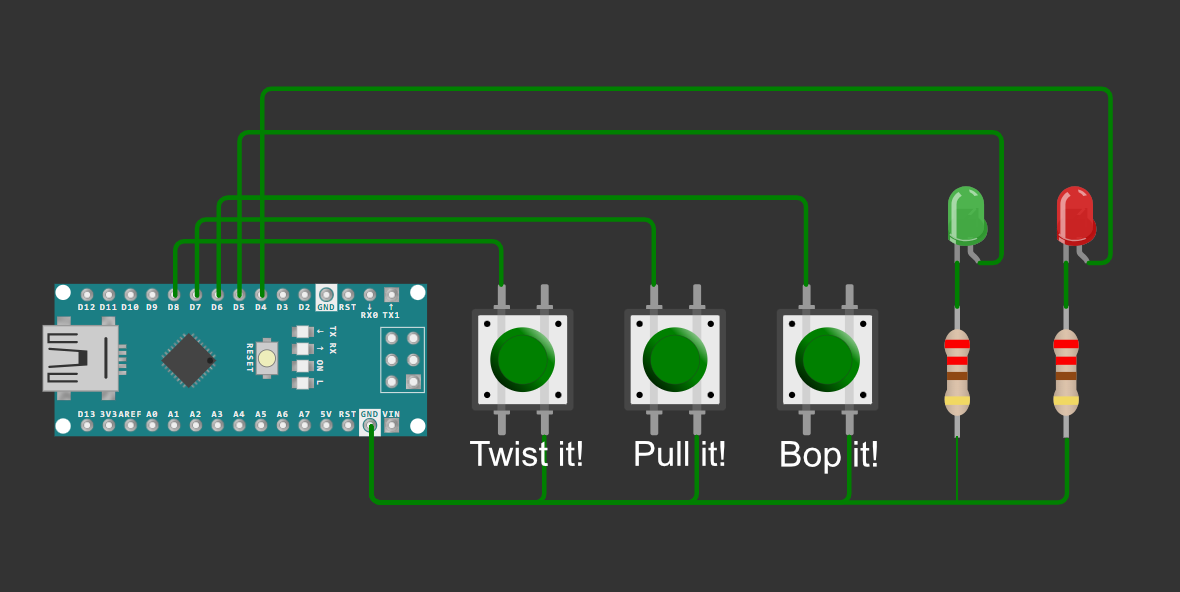 D12 D11 D10 D9 D8 D7 D6 D5 D4 D3 D2 GND RST ↓ ↑
RX0 TX1
RESET
← TX
→ RX
ON
L
D13 3V3 AREF A0 A1 A2 A3 A4 A5 A6 A7 5V RST GND VIN
Twist it! Pull it! Bop it!